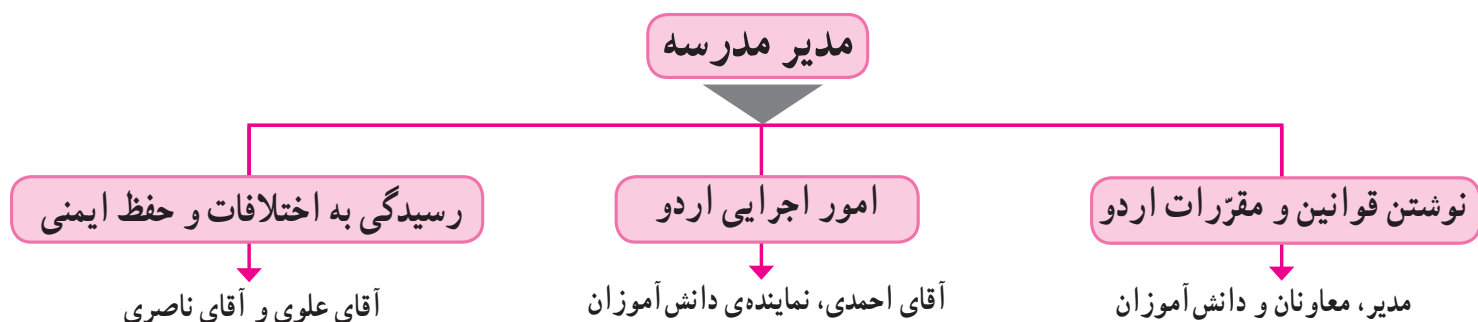 مدیر مدرسه
نوشتن قوانین و مقرّرات اردو
امور اجرایی اردو
رسیدگی به اختلافات و حفظ ایمنی
مدیر، معاونان و دانش‌آموزان
آقای احمدی، نماینده‌ی دانش‌آموزان
آقای علوی و آقای ناصری